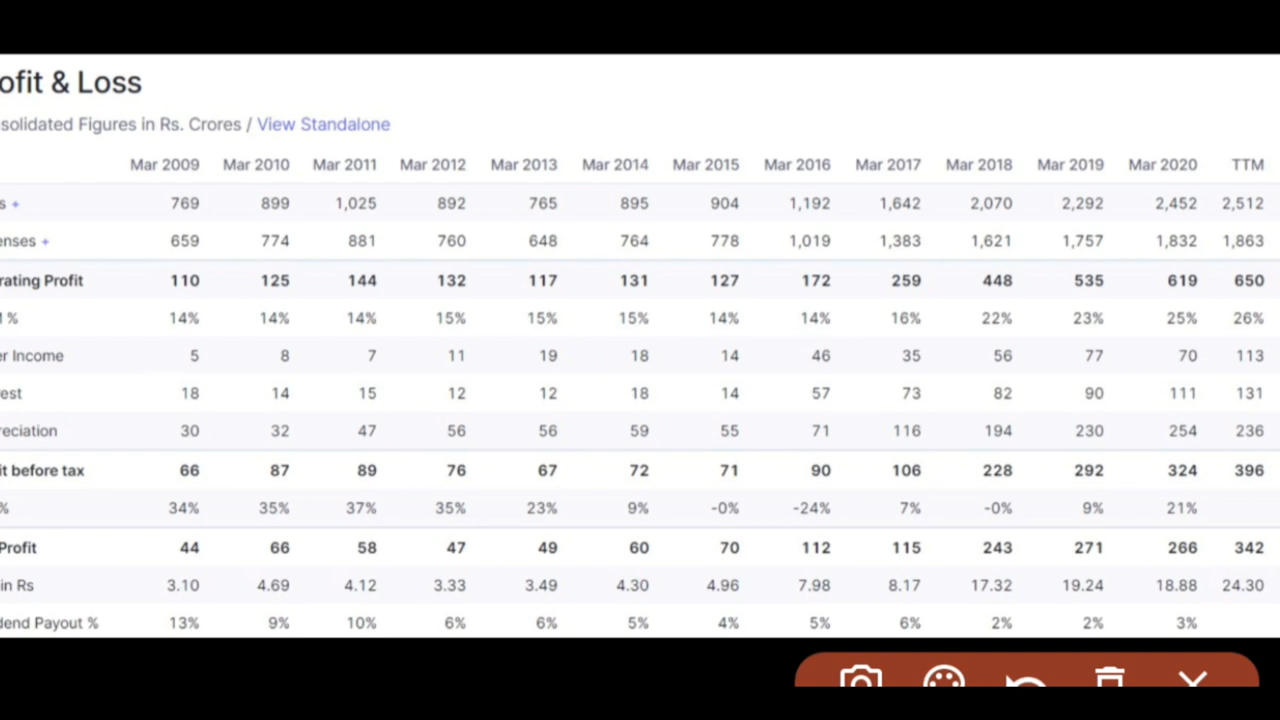 ofit & Loss
solidated Figures in Rs. Crores / View Standalone
Mar 2009 Mar 2010 Mar 2011 Mar 2012 Mar 2013 Mar 2014 Mar 2015 Mar 2016 Mar 2017 Mar 2018 Mar 2019 Mar 2020 TTM
s + 769 899 1,025 892 765 895 904 1,192 1,642 2,070 2,292 2,452 2,512
enses + 659 774 881 760 648 764 778 1,019 1,383 1,621 1,757 1,832 1,863
rating Profit 110 125 144 132 117 131 127 172 259 448 535 619 650
% 14% 14% 14% 15% 15% 15% 14% 14% 16% 22% 23% 25% 26%
er Income 5 8 7 11 19 18 14 46 35 56 77 70 113
est 18 14 15 12 12 18 14 57 73 82 90 111 131
reciation 30 32 47 56 56 59 55 71 116 194 230 254 236
it before tax 66 87 89 76 67 72 71 90 106 228 292 324 396
% 34% 35% 37% 35% 23% 9% -0% -24% 7% -0% 9% 21%
Profit 44 66 58 47 49 60 70 112 115 243 271 266 342
in Rs 3.10 4.69 4.12 3.33 3.49 4.30 4.96 7.98 8.17 17.32 19.24 18.88 24.30
dend Payout % 13% 9% 10% 6% 6% 5% 4% 5% 6% 2% 2% 3%